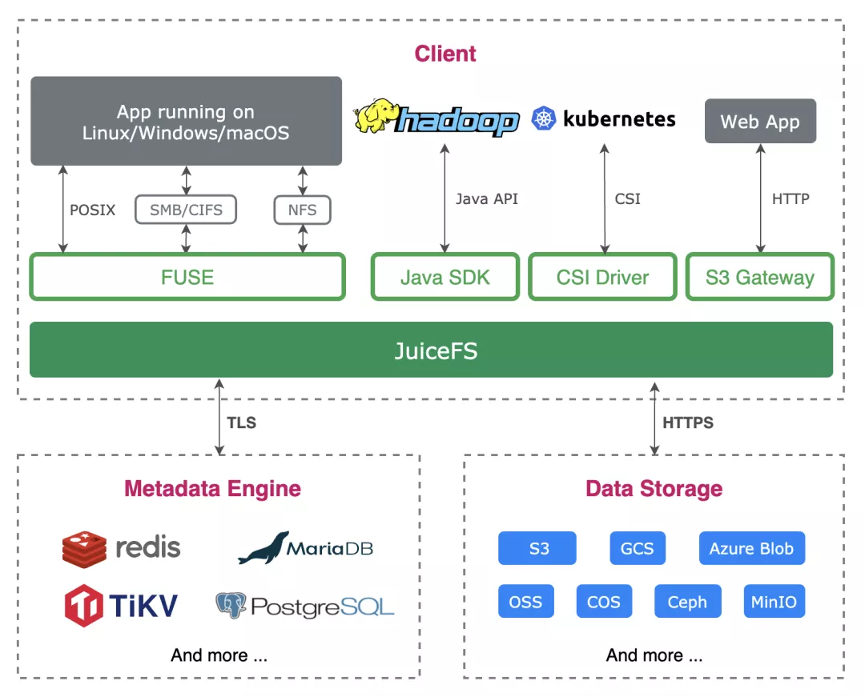 Client
App running on
Linux/Windows/macOS
hadoop
kubernetes
Web App
POSIX
SMB/CIFS
NFS
Java API
CSI
HTTP
FUSE
Java SDK
CSI Driver
S3 Gateway
JuiceFS
TLS
HTTPS
Metadata Engine
redis
MariaDB
TiKV
PostgreSQL
And more ...
Data Storage
S3
GCS
Azure Blob
OSS
COS
Ceph
MinIO
And more ...